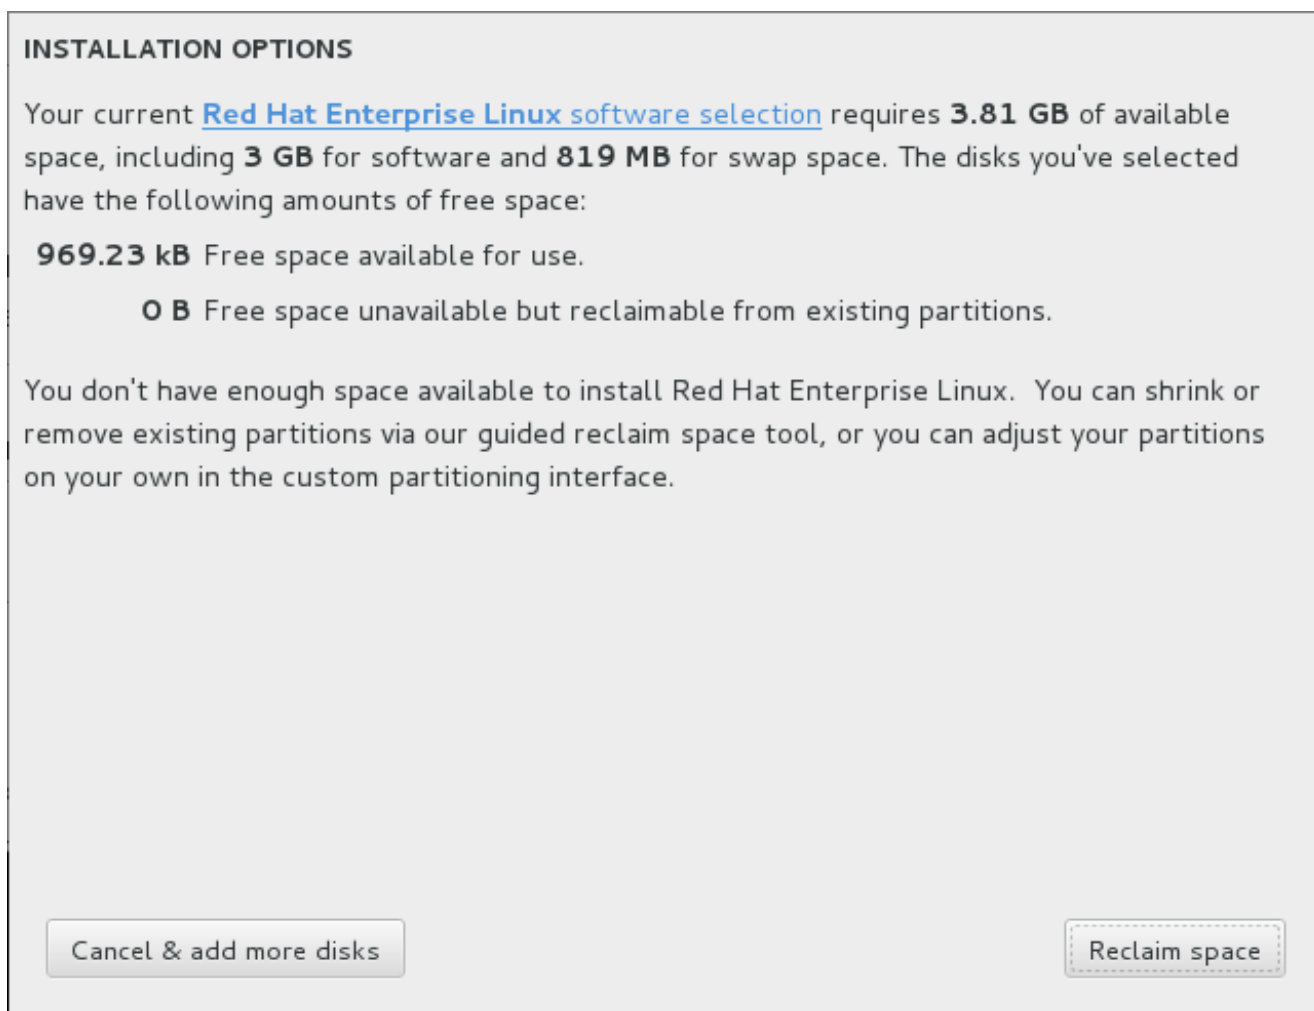 INSTALLATION OPTIONS
Your current Red Hat Enterprise Linux software selection requires 3.81 GB of available
space, including 3 GB for software and 819 MB for swap space. The disks you've selected
have the following amounts of free space:
969.23 kB Free space available for use.
0 B Free space unavailable but reclaimable from existing partitions.
You don't have enough space available to install Red Hat Enterprise Linux.  You can shrink or
remove existing partitions via our guided reclaim space tool, or you can adjust your partitions
on your own in the custom partitioning interface.
Cancel & add more disks
Reclaim space